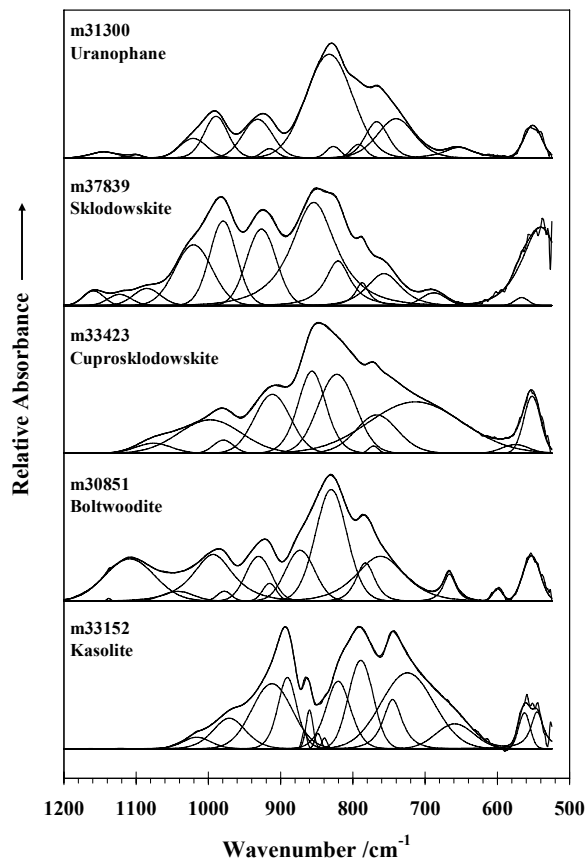 m31300
Uranophane
m37839
Sklodowskite
m33423
Cuprosklodowskite
m30851
Boltwoodite
m33152
Kasolite
Relative Absorbance
1200 1100 1000 900 800 700 600 500
Wavenumber /cm-1